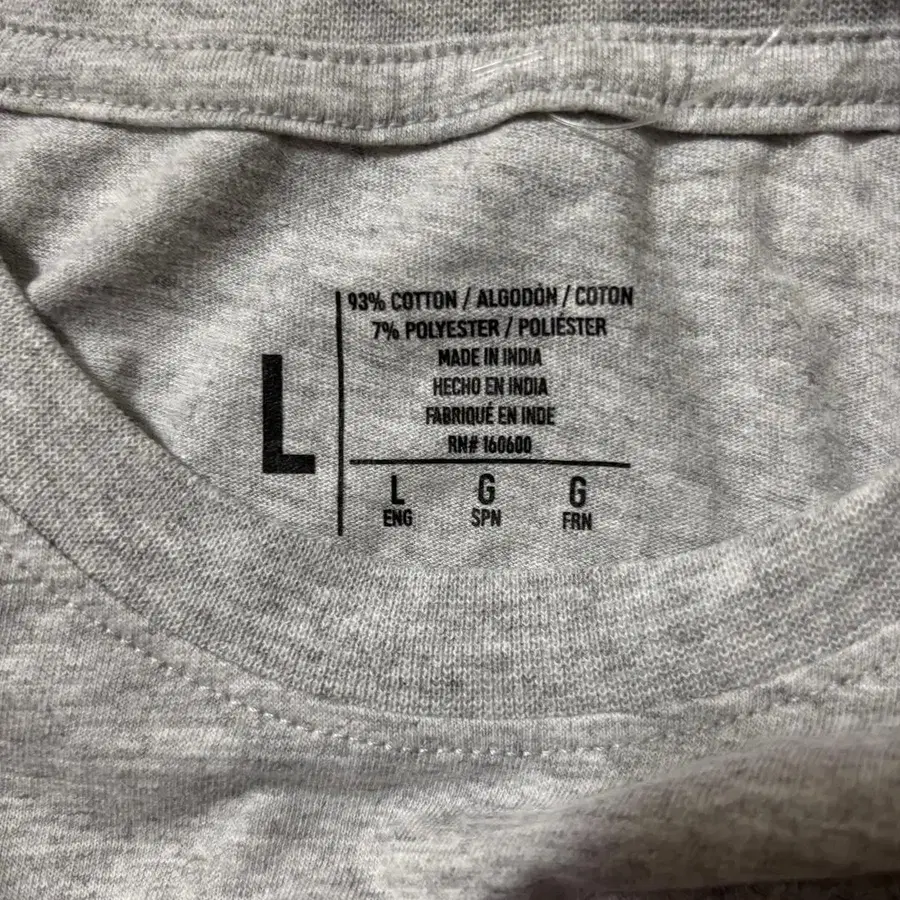 L
93% COTTON / ALGODÓN / COTON
7% POLYESTER / POLIÉSTER
MADE IN INDIA
HECHO EN INDIA
FABRIQUÉ EN INDE
RN# 160600
L G G
ENG SPN FRN